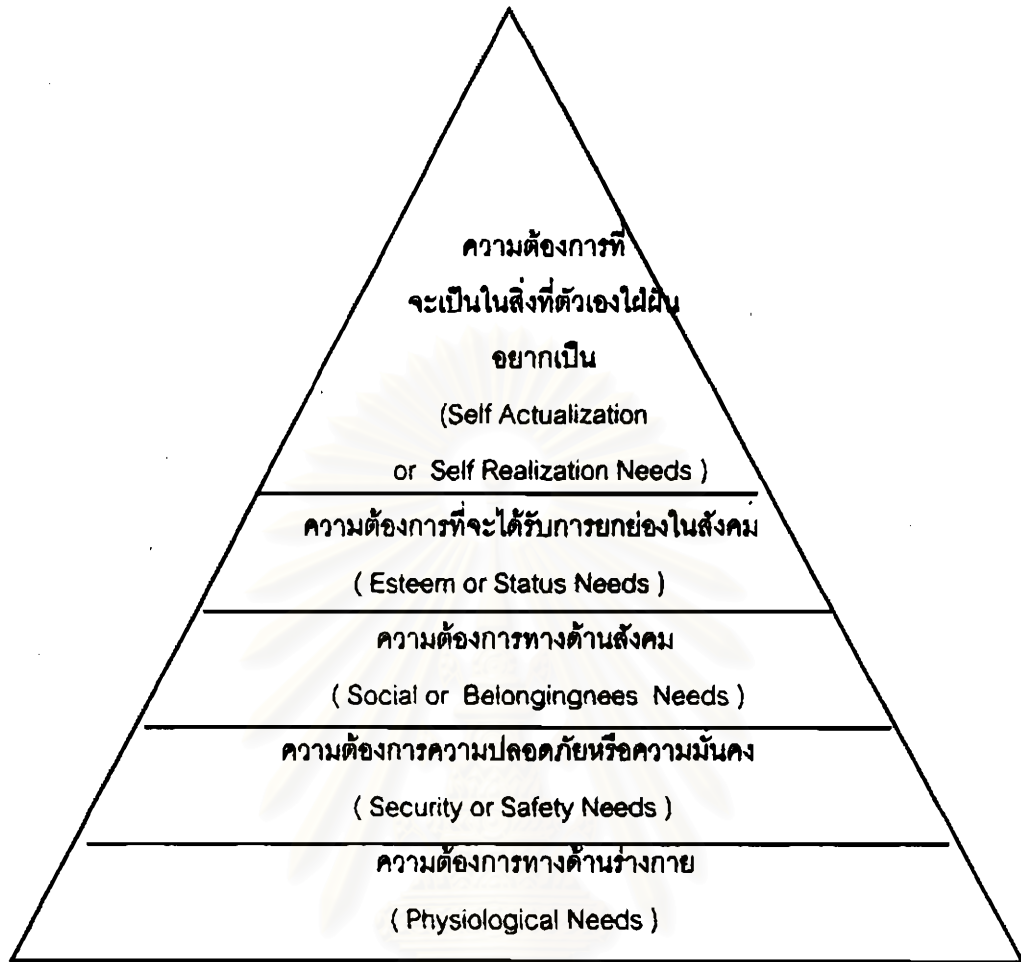 ความต้องการที่
จะเป็นในสิ่งที่ตัวเองใฝ่ฝัน
อยากเป็น
(Self Actualization
or Self Realization Needs )
ความต้องการที่จะได้รับการยกย่องในสังคม
( Esteem or Status Needs )
ความต้องการทางด้านสังคม
( Social or Belongingnees Needs )
ความต้องการความปลอดภัยหรือความมั่นคง
( Security or Safety Needs )
ความต้องการทางด้านร่างกาย
( Physiological Needs )